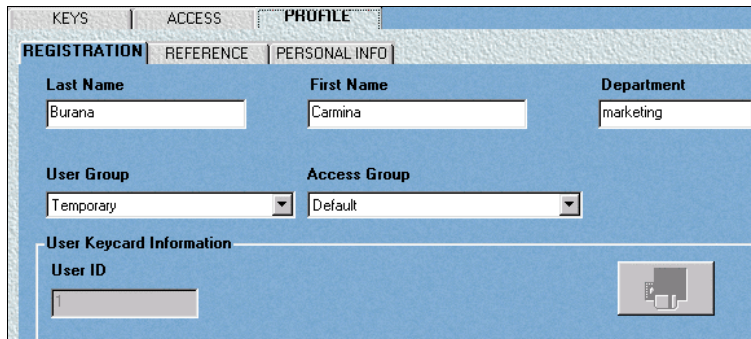 KEYS ACCESS PROFILE
REGISTRATION REFERENCE PERSONAL INFO
Last Name First Name Department
Burana Carmina marketing
User Group Access Group
Temporary Default
User Keycard Information
User ID
1